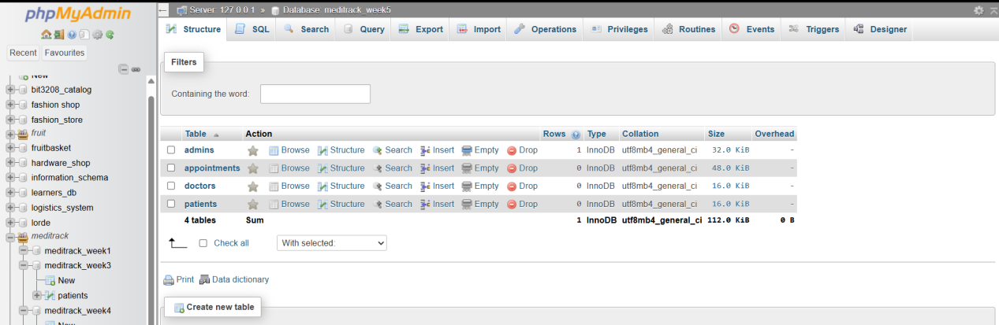 phpMyAdmin
Recent Favourites
New
bit3208_catalog
fashion shop
fashion_store
fruit
fruitbasket
hardware_shop
information_schema
learners_db
logistics_system
lorde
meditrack
meditrack_week1
meditrack_week3
New
patients
meditrack_week4
New
Server: 127.0.0.1 » Database: meditrack_week5
Structure SQL Search Query Export Import Operations Privileges Routines Events Triggers Designer
Filters
Containing the word:
Table Action Rows Type Collation Size Overhead
admins Browse Structure Search Insert Empty Drop 1 InnoDB utf8mb4_general_ci 32.0 KiB -
appointments Browse Structure Search Insert Empty Drop 0 InnoDB utf8mb4_general_ci 48.0 KiB -
doctors Browse Structure Search Insert Empty Drop 0 InnoDB utf8mb4_general_ci 16.0 KiB -
patients Browse Structure Search Insert Empty Drop 0 InnoDB utf8mb4_general_ci 16.0 KiB -
4 tables Sum 1 InnoDB utf8mb4_general_ci 112.0 KiB 0 B
Check all With selected:
Print Data dictionary
Create new table